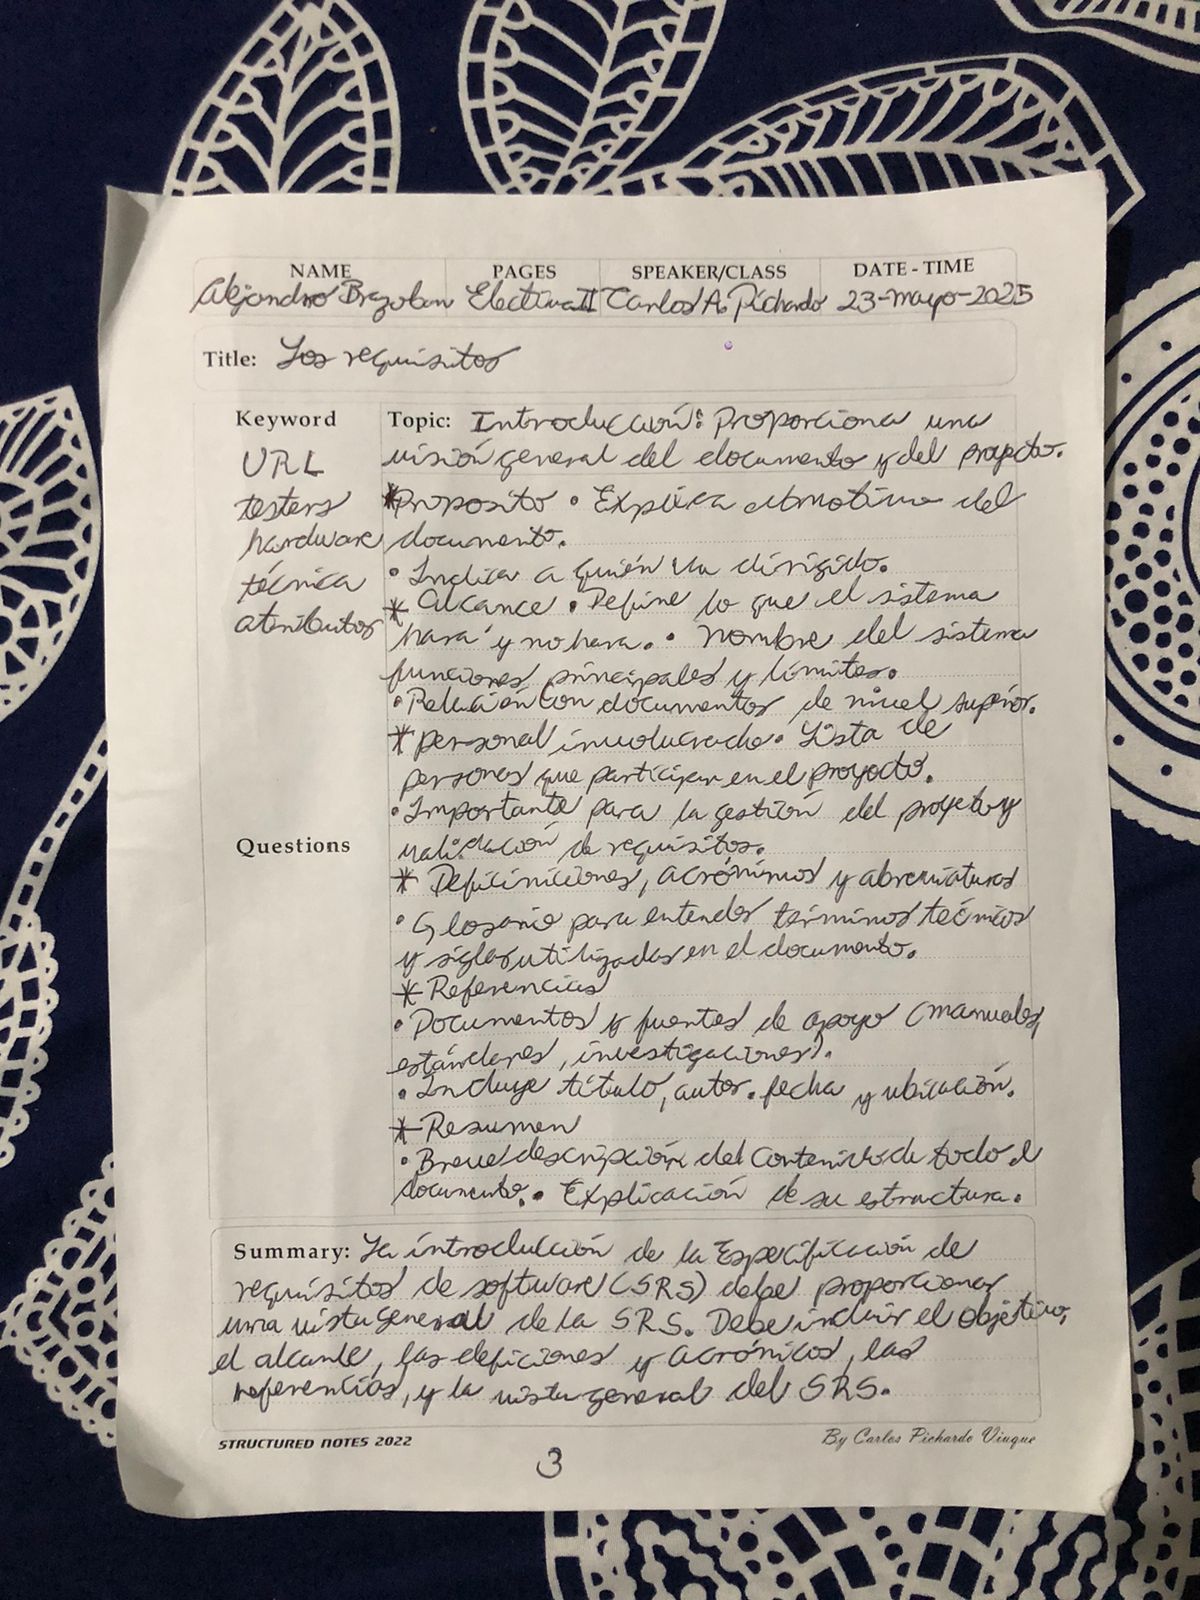 NAME PAGES SPEAKER/CLASS DATE - TIME
Alejandro Brazoban Electiva II Carlos A. Pichardo 23-mayo-2025
Title: Los requisitos
Keyword
URL
testers
hardware
técnica
atributos
Questions
Topic: Introducción: Proporciona una
visión general del documento y del proyecto.
*Proposito • Explica el motivo del
documento.
• Indica a quién va dirigido.
* Alcance • Define lo que el sistema
hara y no hara. • Nombre del sistema
funciones principales y límites.
• Relación con documentos de nivel superior.
* personal involucrado • Lista de
personas que participan en el proyecto.
• Importante para la gestión del proyecto y
validación de requisitos.
* Deficiniciones, acrónimos y abreviaturas
• Glosario para entender términos técnicos
y siglas utilizadas en el documento.
* Referencias
• Documentos y fuentes de apoyo (manuales,
estándares, investigaciones).
• Incluye título, autor. fecha y ubicación.
* Resumen
• Breve descripción del contenido de todo el
documento. • Explicación de su estructura.
Summary: La introducción de la Especificación de
requisitos de software (SRS) debe proporcionar
una vista general de la SRS. Debe incluir el objetivo,
el alcance, las deficiones y acrónicos, las
referencias, y la vista general del SRS.
STRUCTURED NOTES 2022 By Carlos Pichardo Viuque
3